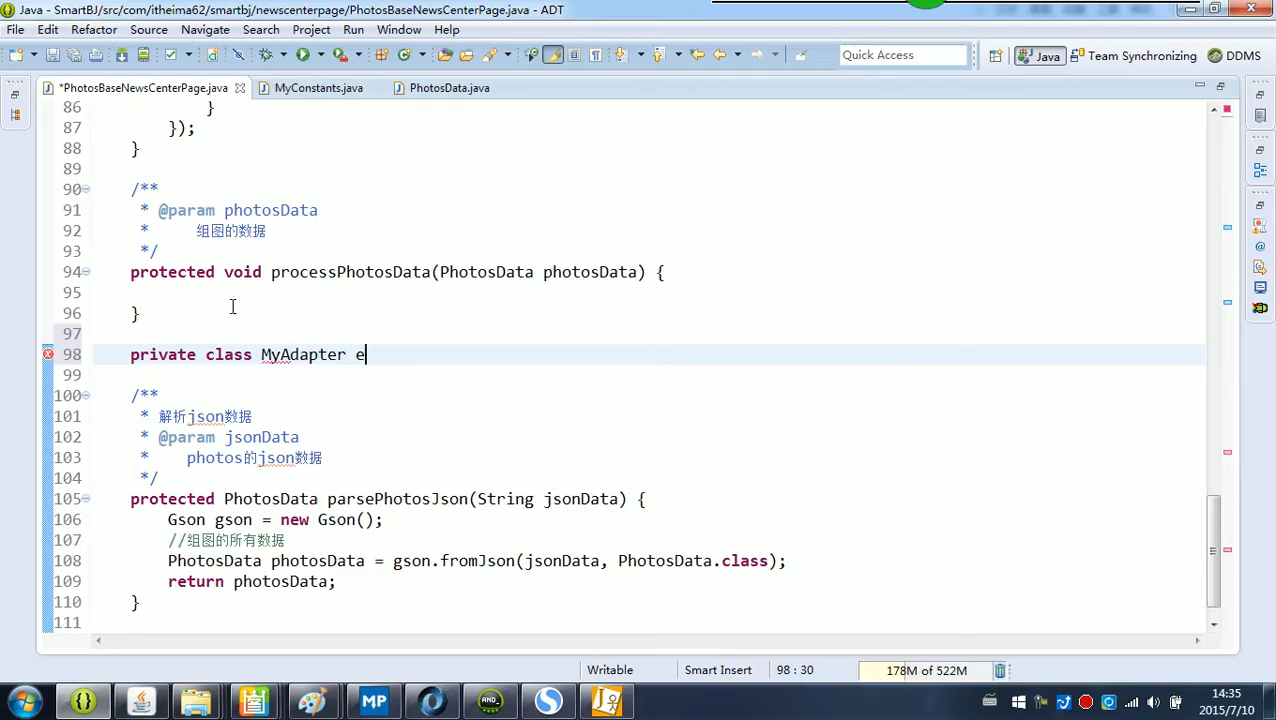 Java - SmartBJ/src/com/itheima62/smartbj/newscenterpage/PhotosBaseNewsCenterPage.java - ADT
File Edit Refactor Source Navigate Search Project Run Window Help
Quick Access Java Team Synchronizing DDMS
*PhotosBaseNewsCenterPage.java MyConstants.java PhotosData.java
86 }
87 });
88 }
89
90 /**
91 * @param photosData
92 * 组图的数据
93 */
94 protected void processPhotosData(PhotosData photosData) {
95
96 }
97
98 private class MyAdapter e
99
100 /**
101 * 解析json数据
102 * @param jsonData
103 * photos的json数据
104 */
105 protected PhotosData parsePhotosJson(String jsonData) {
106 Gson gson = new Gson();
107 //组图的所有数据
108 PhotosData photosData = gson.fromJson(jsonData, PhotosData.class);
109 return photosData;
110 }
111
Writable Smart Insert 98 : 30 178M of 522M
MP
14:35
2015/7/10